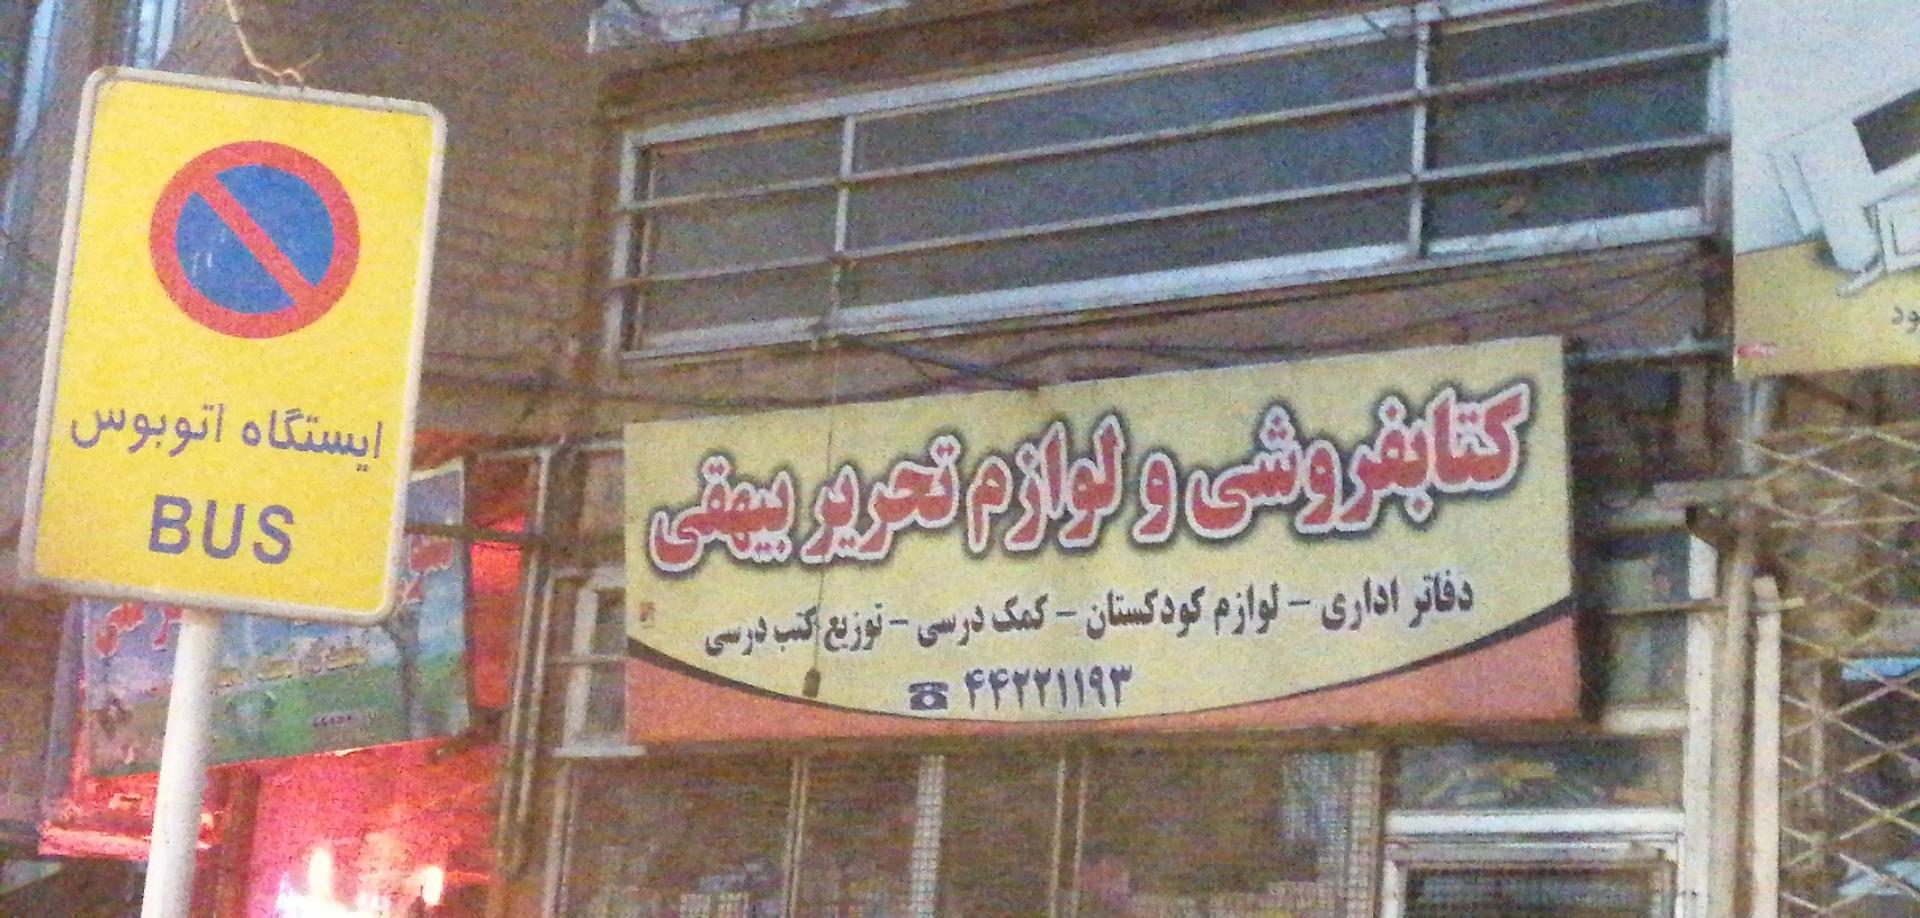 ایستگاه اتوبوس
BUS
کتابفروشی و لوازم تحریر بیهقی
دفاتر اداری - لوازم کودکستان - کمک درسی - توزیع کتب درسی
☎ ۴۴۲۲۱۱۹۳